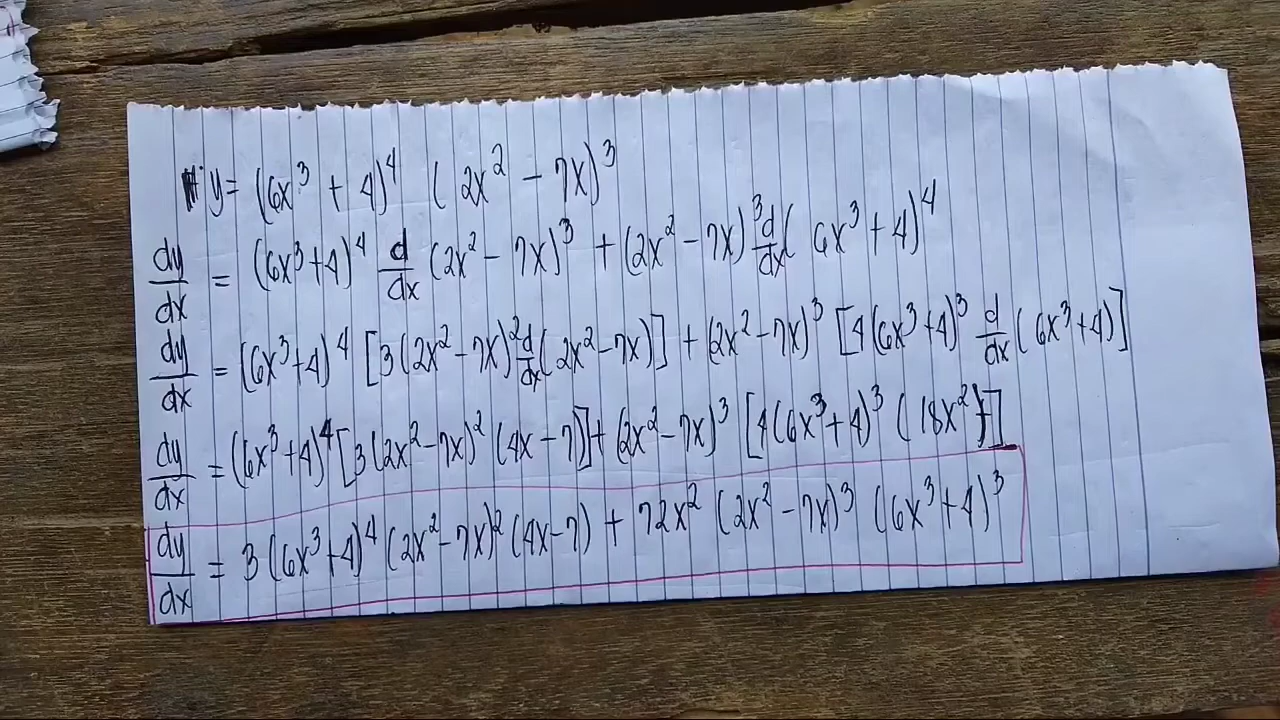 y = (6x³ + 4)⁴ (2x² - 7x)³
dy/dx = (6x³+4)⁴ d/dx (2x² - 7x)³ + (2x² - 7x)³ d/dx (6x³+4)⁴
dy/dx = (6x³+4)⁴ [3(2x² - 7x)² d/dx (2x² - 7x)] + (2x² - 7x)³ [4(6x³+4)³ d/dx (6x³+4)]
dy/dx = (6x³+4)⁴ [3(2x² - 7x)² (4x - 7)] + (2x² - 7x)³ [4(6x³+4)³ (18x²)]
dy/dx = 3(6x³+4)⁴ (2x² - 7x)² (4x - 7) + 72x² (2x² - 7x)³ (6x³+4)³